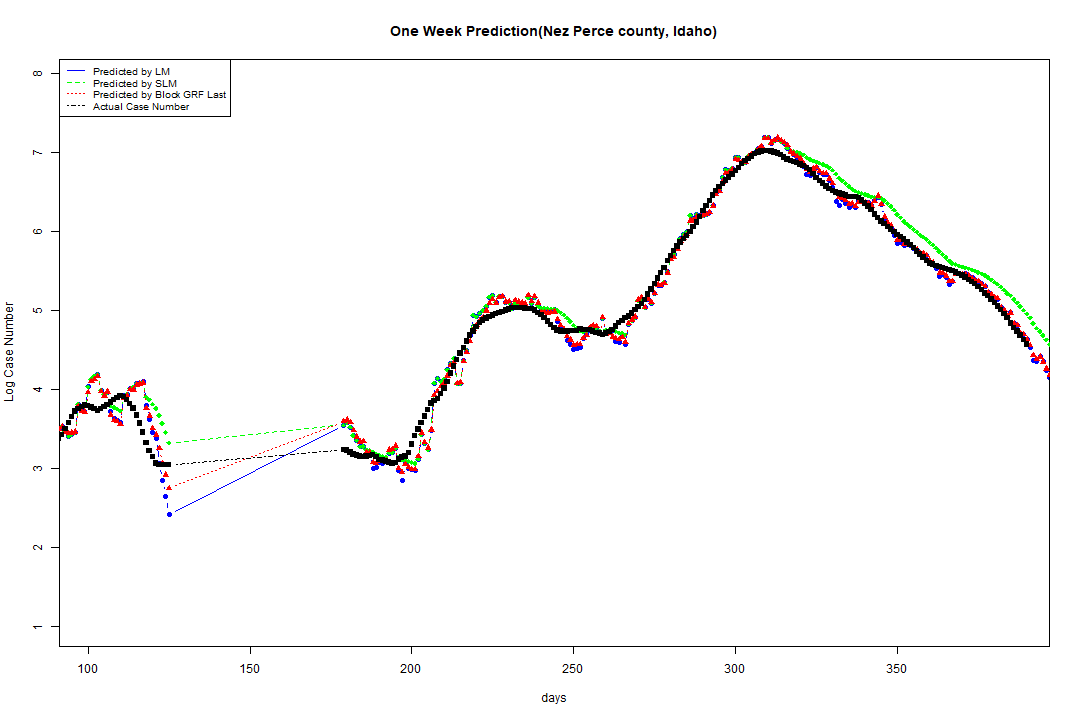 One Week Prediction(Nez Perce county, Idaho)
Predicted by LM
Predicted by SLM
Predicted by Block GRF Last
Actual Case Number
8
7
6
5
4
3
2
1
Log Case Number
100 150 200 250 300 350
days